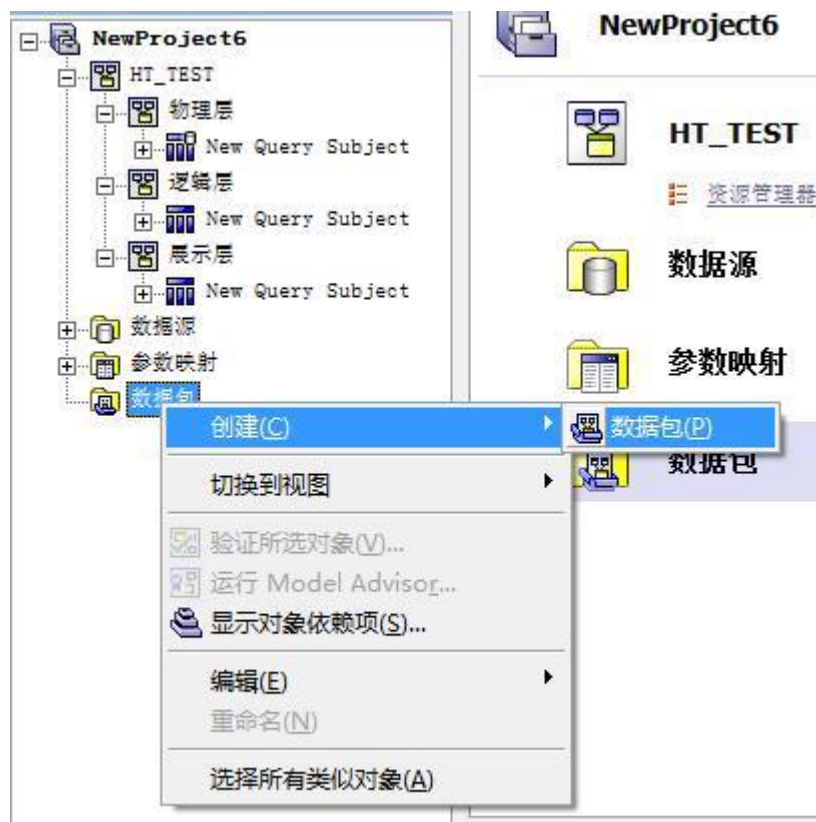 NewProject6
HT_TEST
物理层
New Query Subject
逻辑层
New Query Subject
展示层
New Query Subject
数据源
参数映射
数据包
创建(C)
切换到视图
验证所选对象(V)...
运行 Model Advisor...
显示对象依赖项(S)...
编辑(E)
重命名(N)
选择所有类似对象(A)
数据包(P)
NewProject6
HT_TEST
资源管理器
数据源
参数映射
数据包